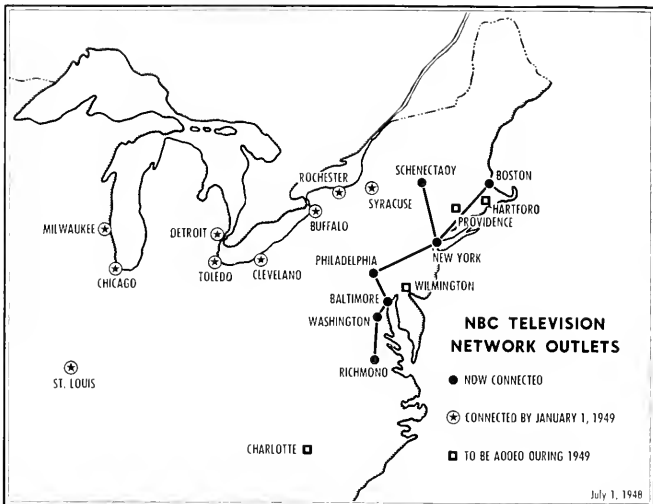 SCHENECTADY
BOSTON
ROCHESTER
SYRACUSE
HARTFORD
BUFFALO
PROVIDENCE
MILWAUKEE
DETROIT
NEW YORK
TOLEDO
CLEVELAND
PHILADELPHIA
CHICAGO
WILMINGTON
BALTIMORE
WASHINGTON
NBC TELEVISION
NETWORK OUTLETS
RICHMOND
ST. LOUIS
NOW CONNECTED
CONNECTED BY JANUARY 1, 1949
CHARLOTTE
TO BE ADDED DURING 1949
July 1, 1948